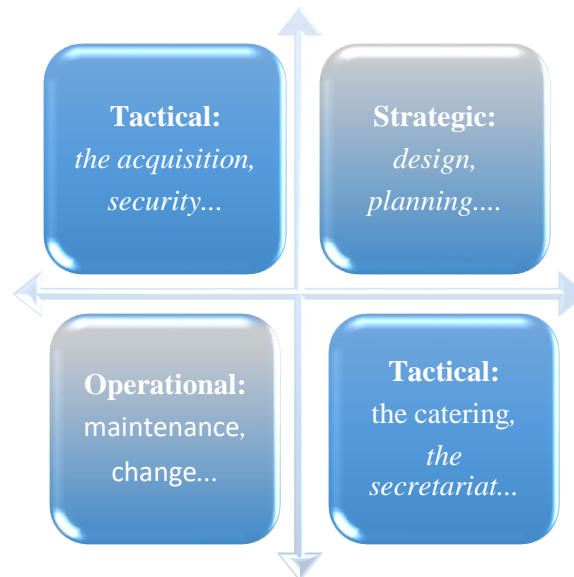 Tactical:
the acquisition,
security...
Strategic:
design,
planning....
Operational:
maintenance,
change...
Tactical:
the catering,
the
secretariat...